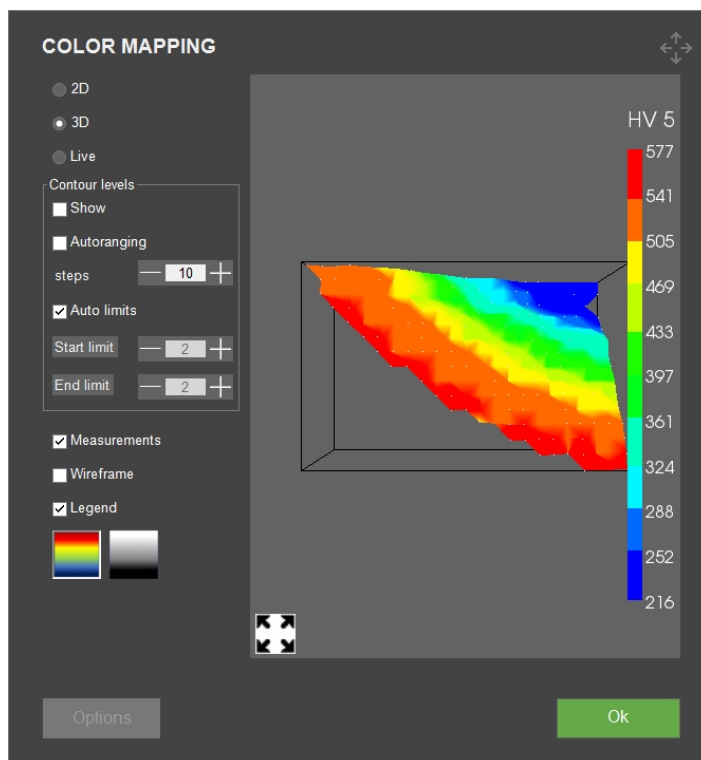 COLOR MAPPING
2D
3D
Live
Contour levels
Show
Autoranging
steps
10
Auto limits
Start limit
2
End limit
2
Measurements
Wireframe
Legend
HV 5
577
541
505
469
433
397
361
324
288
252
216
Options
Ok